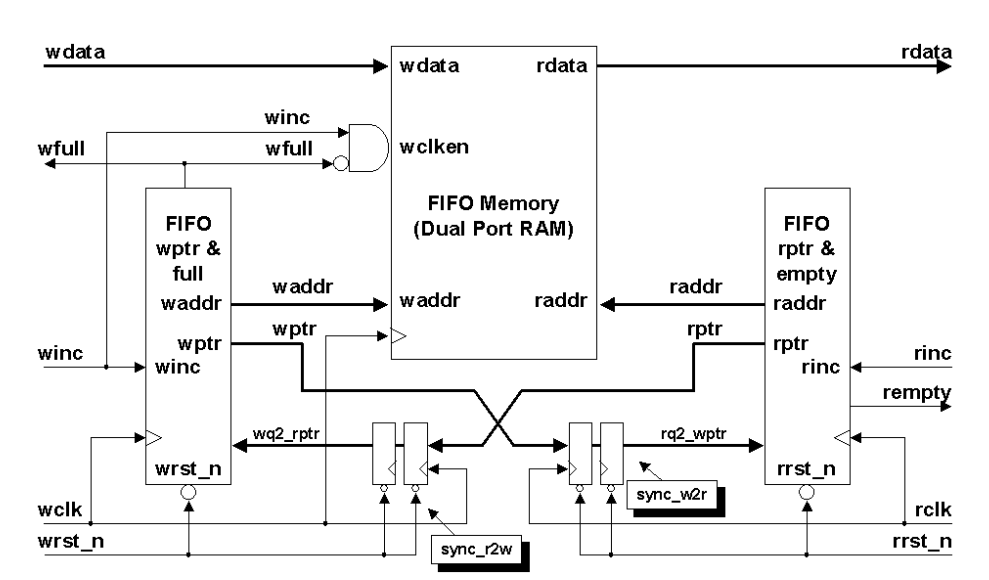 wdata
wdata
rdata
rdata
winc
wfull
wfull
wclken
FIFO Memory
(Dual Port RAM)
FIFO
wptr &
full
FIFO
rptr &
empty
waddr
waddr
waddr
raddr
raddr
raddr
wptr
wptr
rptr
rptr
winc
winc
rinc
rinc
rempty
wq2_rptr
rq2_wptr
wrst_n
rrst_n
sync_w2r
wclk
rclk
wrst_n
sync_r2w
rrst_n